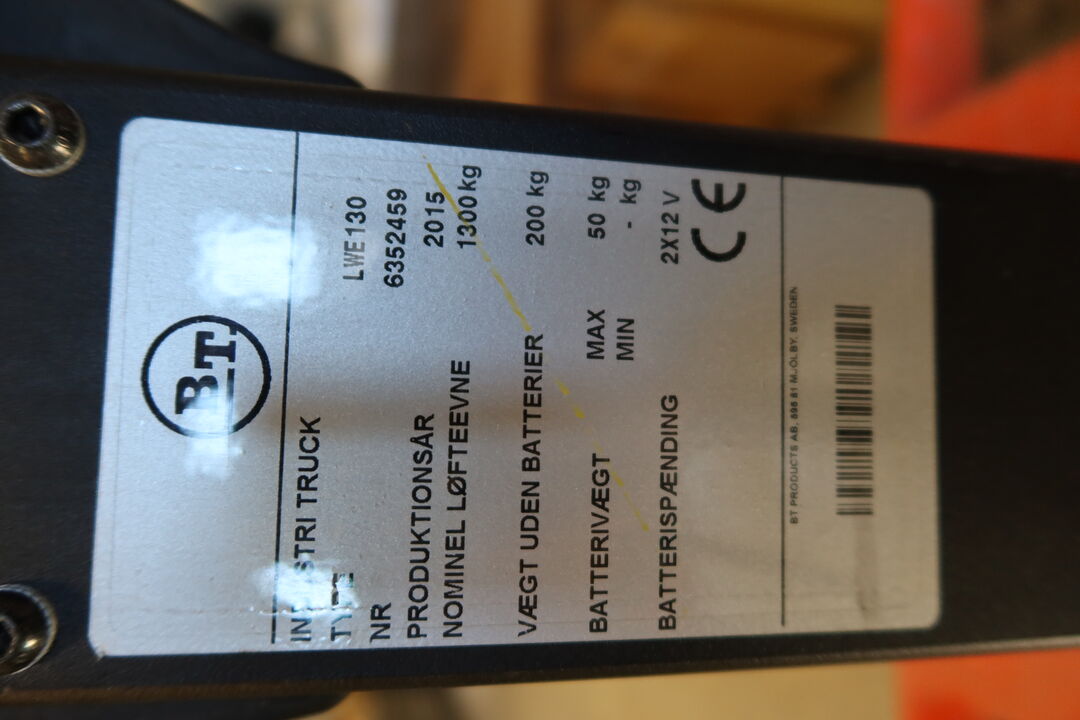 BT
INDUSTRI TRUCK
TYPE LWE130
NR 6352459
PRODUKTIONSÅR 2015
NOMINEL LØFTEEVNE 1300 kg
VÆGT UDEN BATTERIER 200 kg
BATTERIVÆGT MAX 50 kg
MIN - kg
BATTERISPÆNDING 2X12 V
CE
BT PRODUCTS AB, 595 81 MJÖLBY, SWEDEN